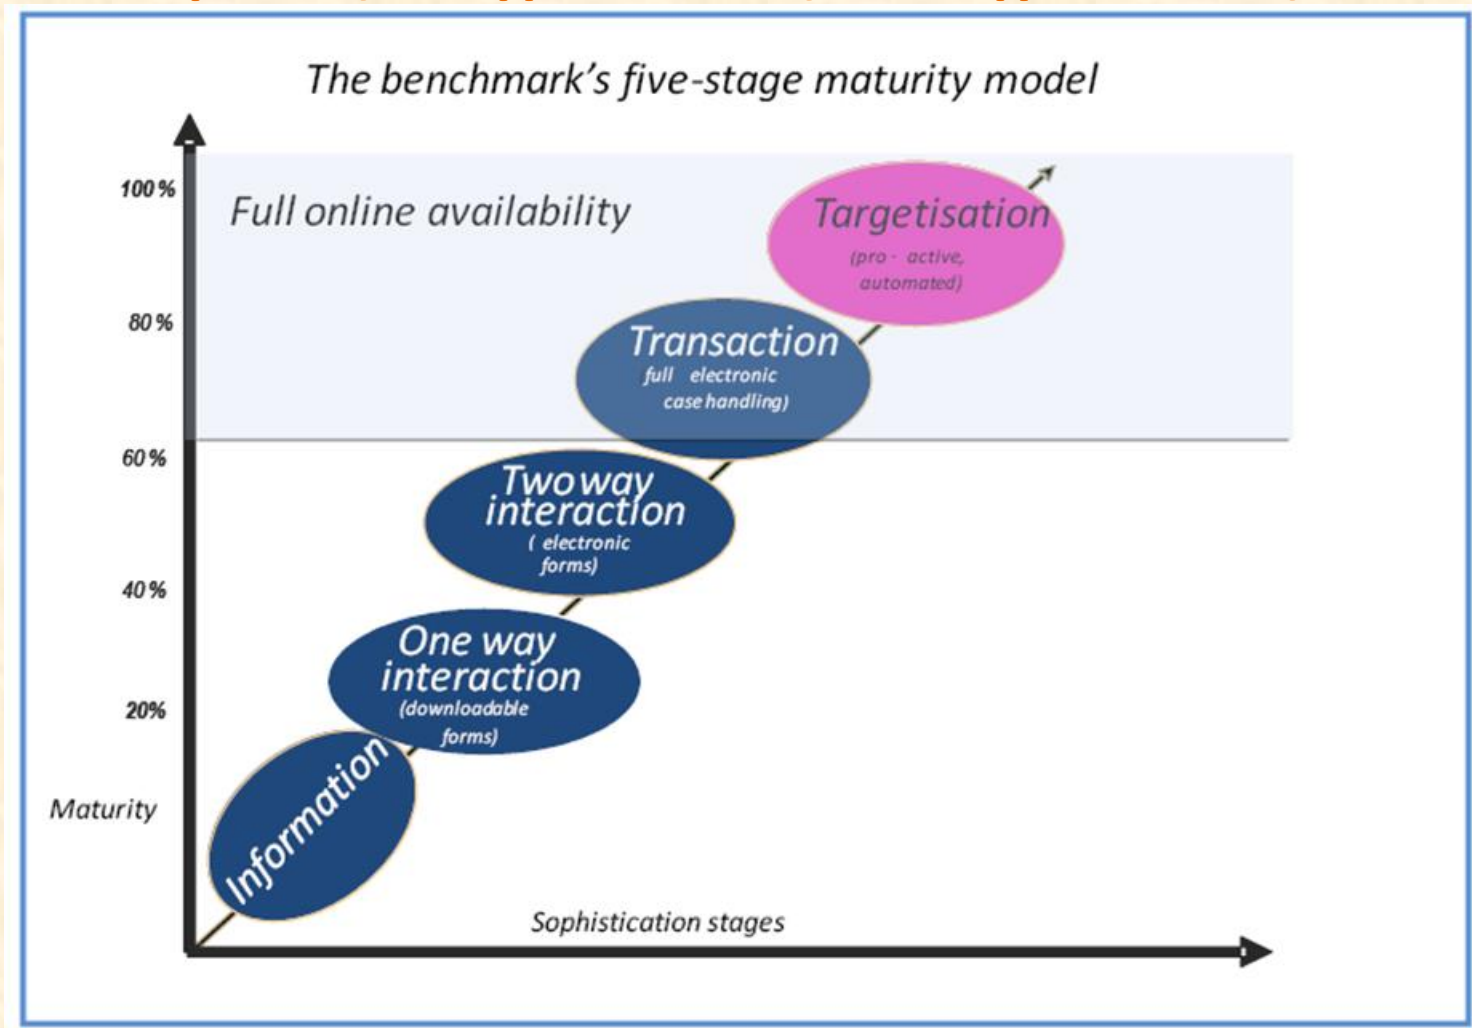 The benchmark's five-stage maturity model
100%
Full online availability
Targetisation
(pro - active,
automated)
80%
Transaction
full electronic
case handling)
60%
Two way
interaction
( electronic
forms)
40%
One way
interaction
(downloadable
forms)
20%
Information
Maturity
Sophistication stages